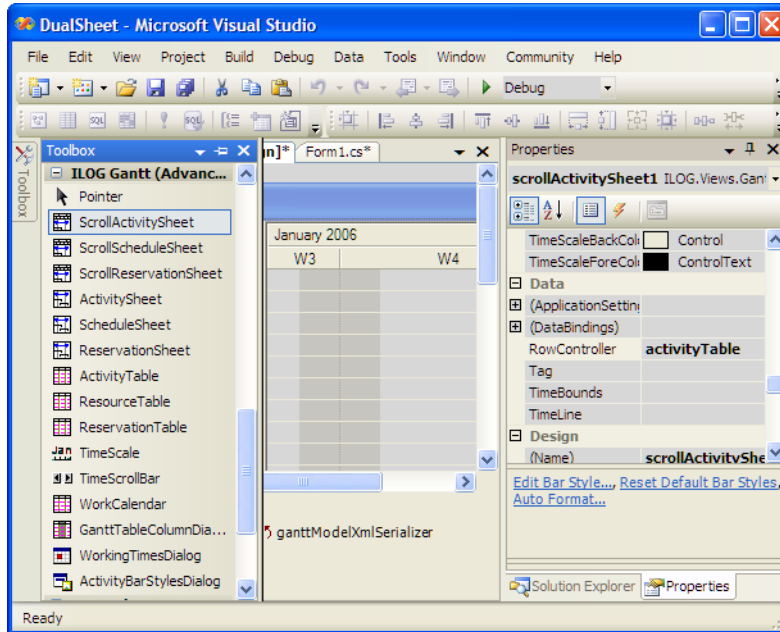 DualSheet - Microsoft Visual Studio
File Edit View Project Build Debug Data Tools Window Community Help
Debug
Toolbox
Toolbox
ILOG Gantt (Advanc...
Pointer
ScrollActivitySheet
ScrollScheduleSheet
ScrollReservationSheet
ActivitySheet
ScheduleSheet
ReservationSheet
ActivityTable
ResourceTable
ReservationTable
TimeScale
TimeScrollBar
WorkCalendar
GanttTableColumnDia...
WorkingTimesDialog
ActivityBarStylesDialog
gn]* Form1.cs*
January 2006
W3 W4
ganttModelXmlSerializer
Properties
scrollActivitySheet1 ILOG.Views.Gan
TimeScaleBackCol Control
TimeScaleForeCol ControlText
Data
(ApplicationSetting
(DataBindings)
RowController activityTable
Tag
TimeBounds
TimeLine
Design
(Name) scrollActivityShe
Edit Bar Style..., Reset Default Bar Styles,
Auto Format...
Solution Explorer Properties
Ready